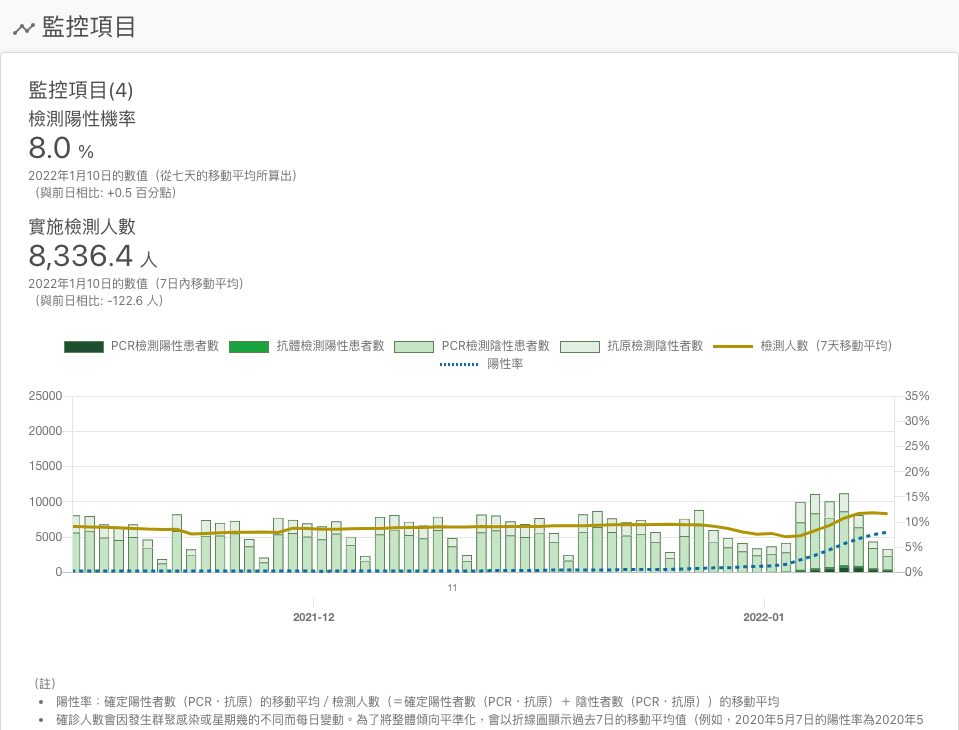 監控項目
監控項目(4)
檢測陽性機率
8.0 %
2022年1月10日的數值（從七天的移動平均所算出）
（與前日相比: +0.5 百分點）
實施檢測人數
8,336.4 人
2022年1月10日的數值（7日內移動平均）
（與前日相比: -122.6 人）
PCR檢測陽性患者數 抗體檢測陽性患者數 PCR檢測陰性患者數 抗原檢測陰性者數 檢測人數（7天移動平均）
陽性率
25000 35%
30%
20000
25%
15000 20%
15%
10000
10%
5000
5%
0 0%
11
2021-12 2022-01
（註）
• 陽性率：確定陽性者數（PCR・抗原）的移動平均 / 檢測人數（＝確定陽性者數（PCR・抗原）＋ 陰性者數（PCR・抗原））的移動平均
• 確診人數會因發生群聚感染或星期幾的不同而每日變動。為了將整體傾向平準化，會以折線圖顯示過去7日的移動平均值（例如，2020年5月7日的陽性率為2020年5